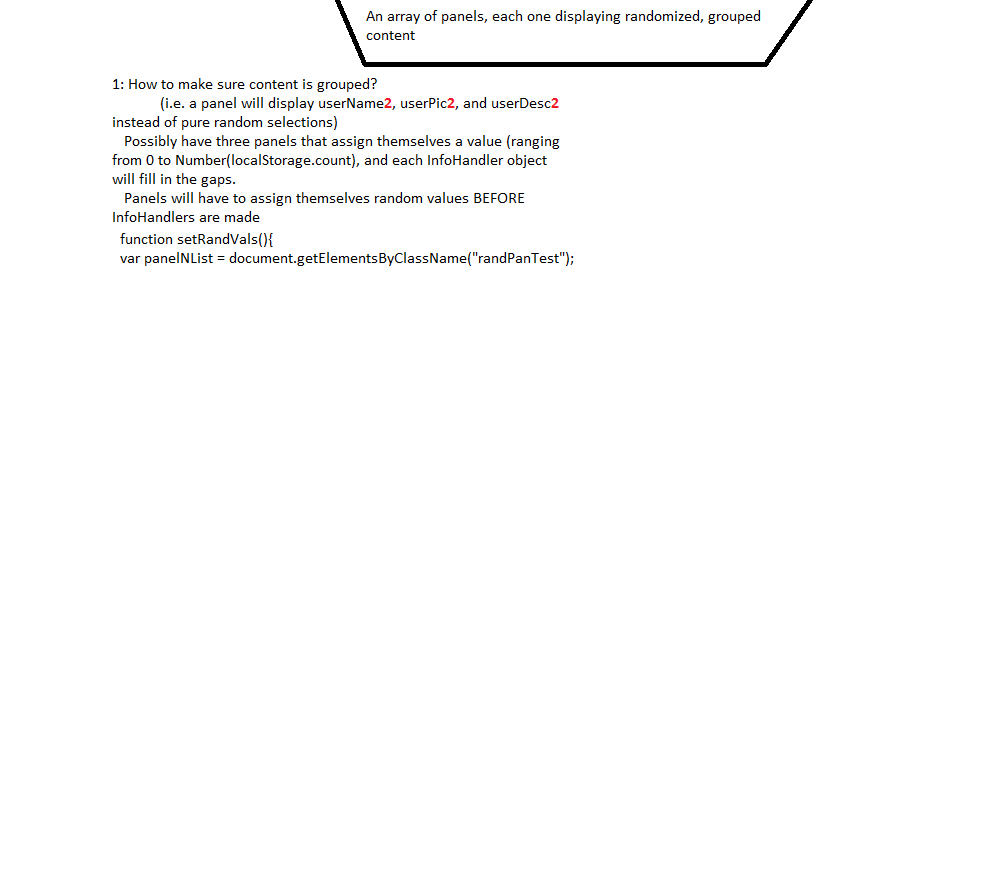 An array of panels, each one displaying randomized, grouped
content
1: How to make sure content is grouped?
(i.e. a panel will display userName2, userPic2, and userDesc2
instead of pure random selections)
Possibly have three panels that assign themselves a value (ranging
from 0 to Number(localStorage.count), and each InfoHandler object
will fill in the gaps.
Panels will have to assign themselves random values BEFORE
InfoHandlers are made
function setRandVals(){
var panelNList = document.getElementsByClassName("randPanTest");